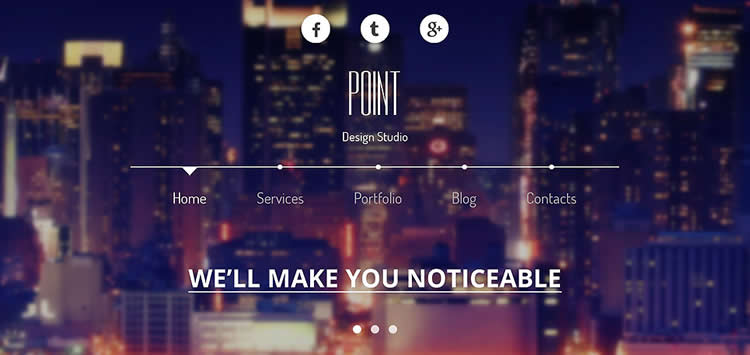 f t g+
POINT
Design Studio
Home Services Portfolio Blog Contacts
WE'LL MAKE YOU NOTICEABLE